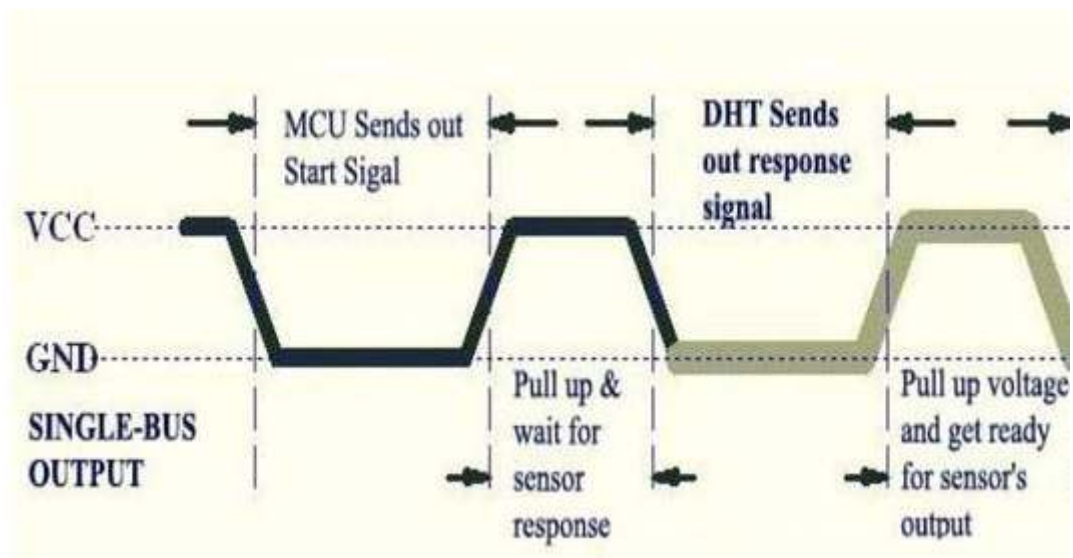 MCU Sends out
Start Sigal
DHT Sends
out response
signal
VCC
GND
SINGLE-BUS
OUTPUT
Pull up &
wait for
sensor
response
Pull up voltage
and get ready
for sensor's
output